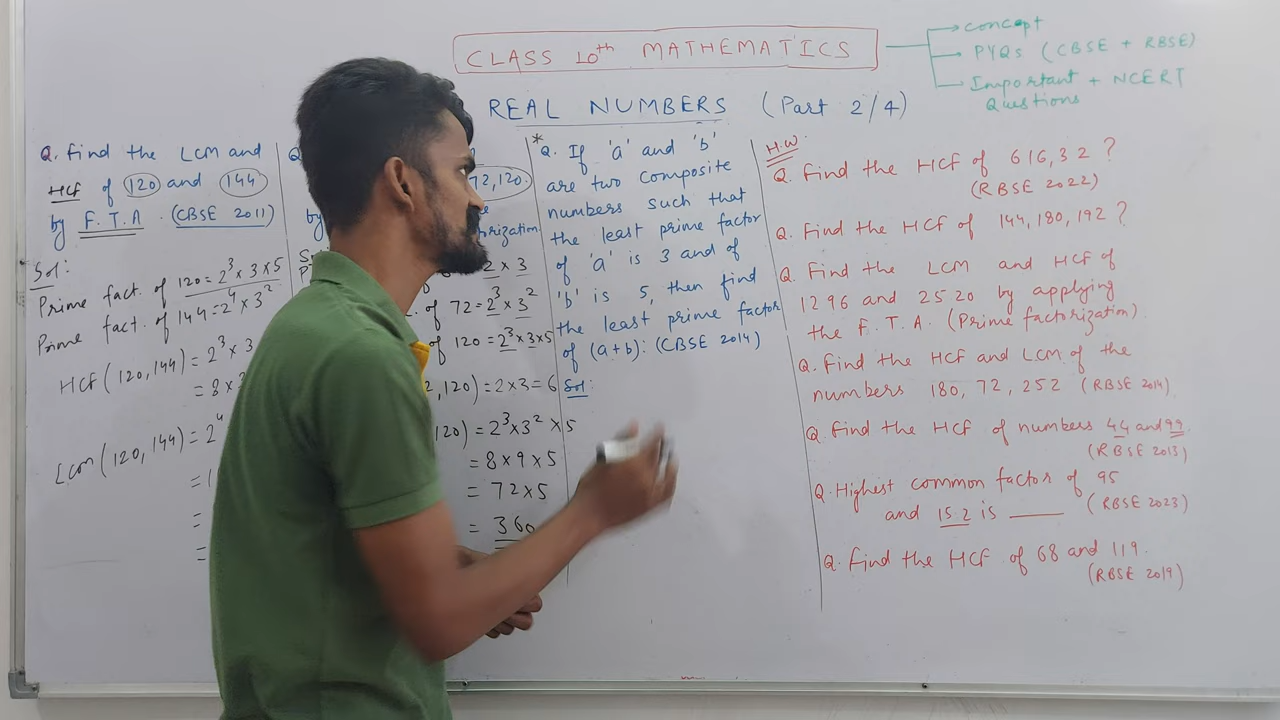 CLASS 10th MATHEMATICS
concept
PYQs (CBSE + RBSE)
Important + NCERT
Questions
REAL NUMBERS (Part 2/4)
Q. Find the LCM and
HCF of 120 and 144
by F. T. A. (CBSE 2011)
Sol:
Prime fact. of 120 = 2³ × 3 × 5
Prime fact. of 144 = 2⁴ × 3²
HCF (120, 144) = 2³ × 3
= 8 ×
LCM (120, 144) = 2⁴
=
=
=
Q
72, 120.
by
rization
2 × 3
of 72 = 2³ × 3²
of 120 = 2³ × 3 × 5
2, 120) = 2 × 3 = 6
120) = 2³ × 3² × 5
= 8 × 9 × 5
= 72 × 5
= 360
* Q. If 'a' and 'b'
are two composite
numbers such that
the least prime factor
of 'a' is 3 and of
'b' is 5, then find
the least prime factor
of (a+b): (CBSE 2014)
Sol:
H.W
Q. Find the HCF of 616, 32 ?
(RBSE 2022)
Q. Find the HCF of 144, 180, 192 ?
Q. Find the LCM and HCF of
1296 and 2520 by applying
the F. T. A. (Prime factorization).
Q. Find the HCF and LCM of the
numbers 180, 72, 252 (RBSE 2014)
Q. Find the HCF of numbers 44 and 99
(RBSE 2013)
Q. Highest common factor of 95
and 152 is ____ (RBSE 2023)
Q. Find the HCF of 68 and 119.
(RBSE 2019)